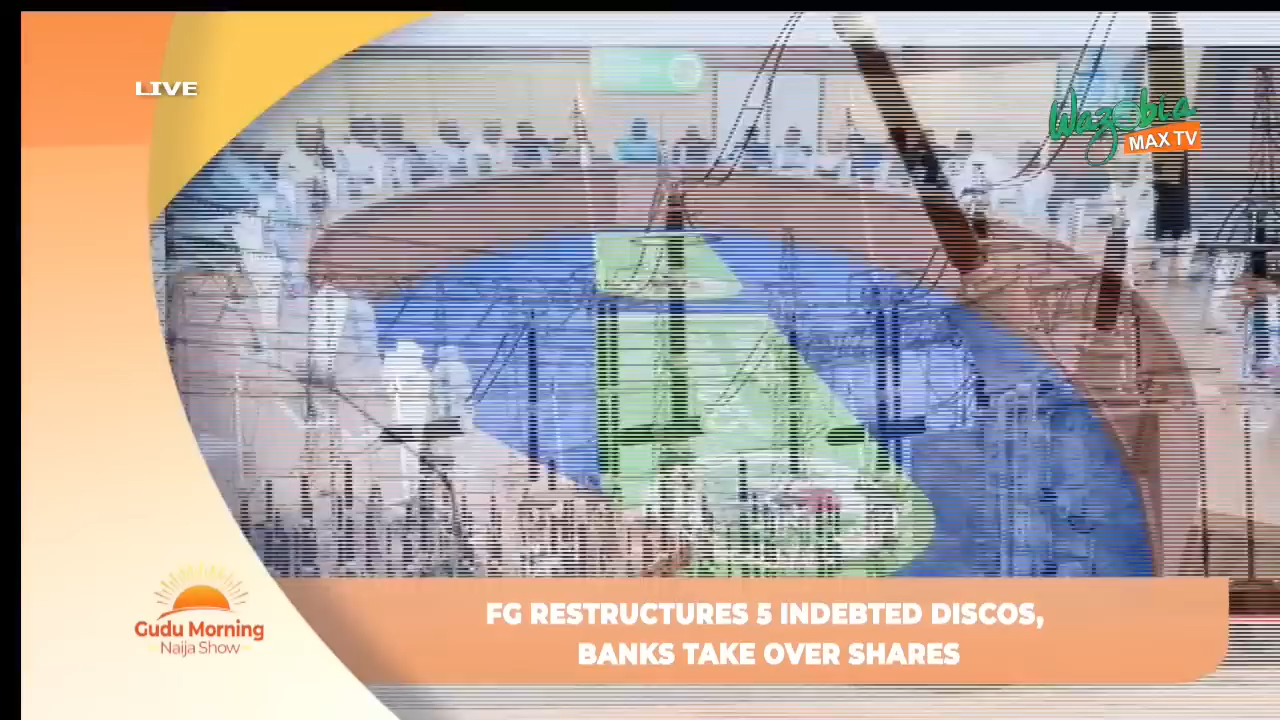 LIVE
Wazobia
MAX TV
FG RESTRUCTURES 5 INDEBTED DISCOS,
BANKS TAKE OVER SHARES
Gudu Morning
Naija Show